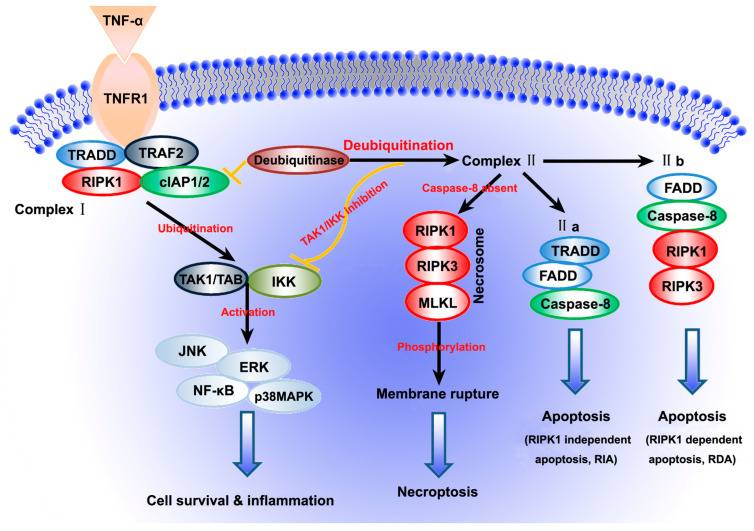 TNF-α
TNFR1
TRADD
TRAF2
RIPK1
cIAP1/2
Complex Ⅰ
Deubiquitinase
Deubiquitination
Complex Ⅱ
Ⅱb
FADD
Caspase-8
RIPK1
RIPK3
Caspase-8 absent
TAK1/IKK Inhibition
Ubiquitination
Ⅱa
TRADD
FADD
Caspase-8
RIPK1
RIPK3
MLKL
Necrosome
TAK1/TAB
IKK
Activation
JNK
ERK
NF-κB
p38MAPK
Phosphorylation
Membrane rupture
Cell survival & inflammation
Necroptosis
Apoptosis
(RIPK1 independent
apoptosis, RIA)
Apoptosis
(RIPK1 dependent
apoptosis, RDA)